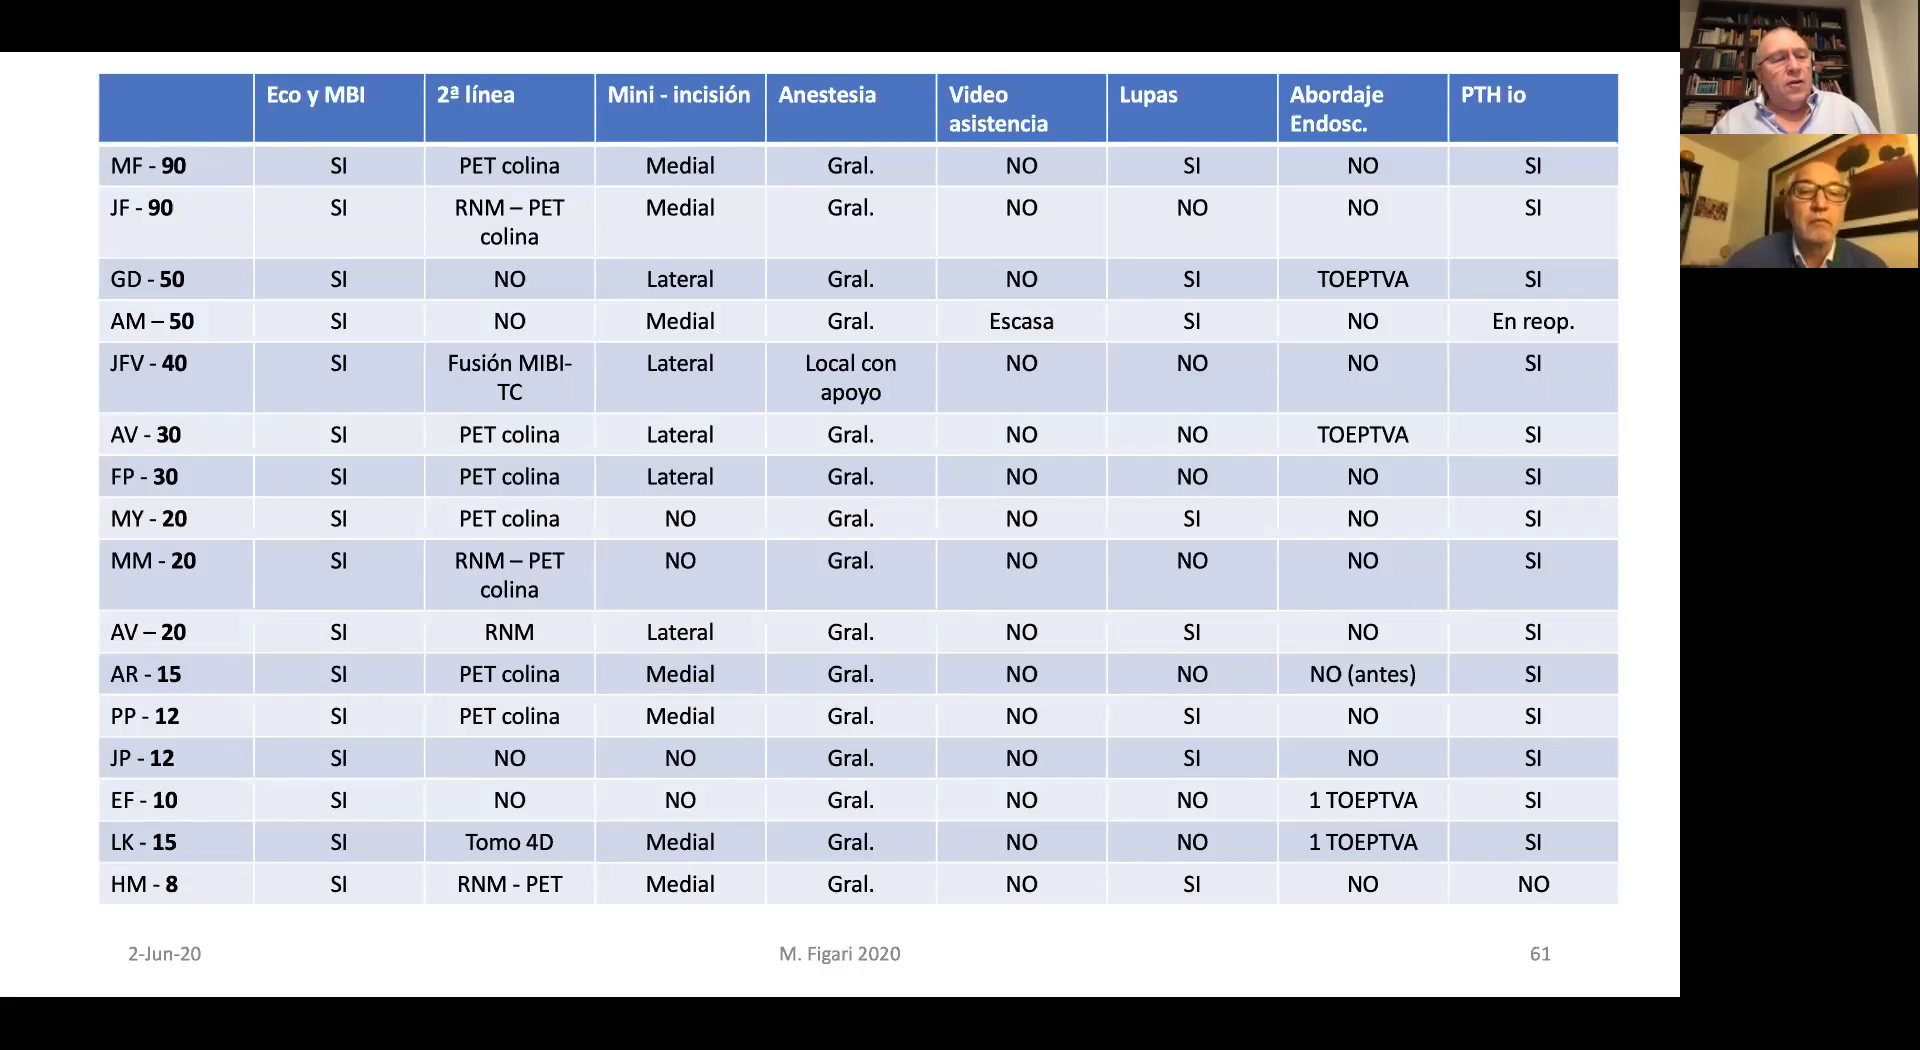 Eco y MBI 2ª línea Mini - incisión Anestesia Video asistencia Lupas Abordaje Endosc. PTH io
MF - 90 SI PET colina Medial Gral. NO SI NO SI
JF - 90 SI RNM – PET colina Medial Gral. NO NO NO SI
GD - 50 SI NO Lateral Gral. NO SI TOEPTVA SI
AM – 50 SI NO Medial Gral. Escasa SI NO En reop.
JFV - 40 SI Fusión MIBI-TC Lateral Local con apoyo NO NO NO SI
AV - 30 SI PET colina Lateral Gral. NO NO TOEPTVA SI
FP - 30 SI PET colina Lateral Gral. NO NO NO SI
MY - 20 SI PET colina NO Gral. NO SI NO SI
MM - 20 SI RNM – PET colina NO Gral. NO NO NO SI
AV – 20 SI RNM Lateral Gral. NO SI NO SI
AR - 15 SI PET colina Medial Gral. NO NO NO (antes) SI
PP - 12 SI PET colina Medial Gral. NO SI NO SI
JP - 12 SI NO NO Gral. NO SI NO SI
EF - 10 SI NO NO Gral. NO NO 1 TOEPTVA SI
LK - 15 SI Tomo 4D Medial Gral. NO NO 1 TOEPTVA SI
HM - 8 SI RNM - PET Medial Gral. NO SI NO NO
2-Jun-20 M. Figari 2020 61